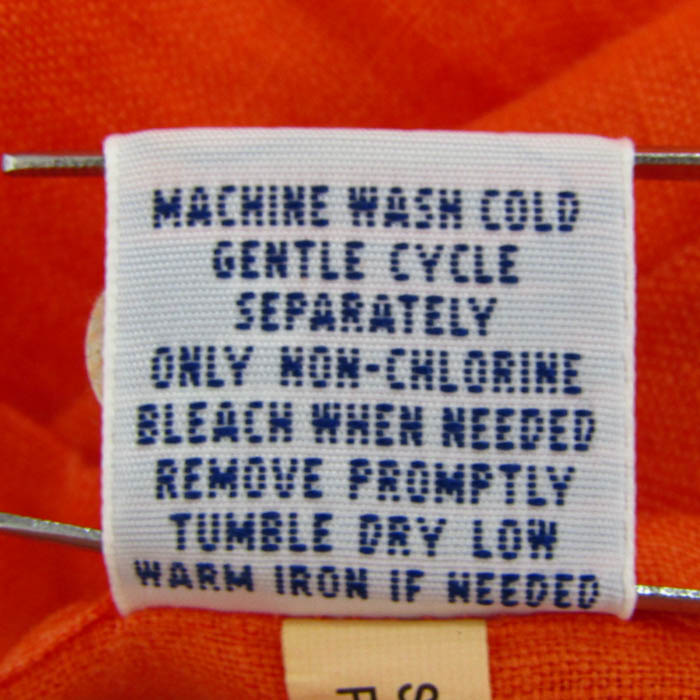 MACHINE WASH COLD
GENTLE CYCLE
SEPARATELY
ONLY NON-CHLORINE
BLEACH WHEN NEEDED
REMOVE PROMPTLY
TUMBLE DRY LOW
WARM IRON IF NEEDED